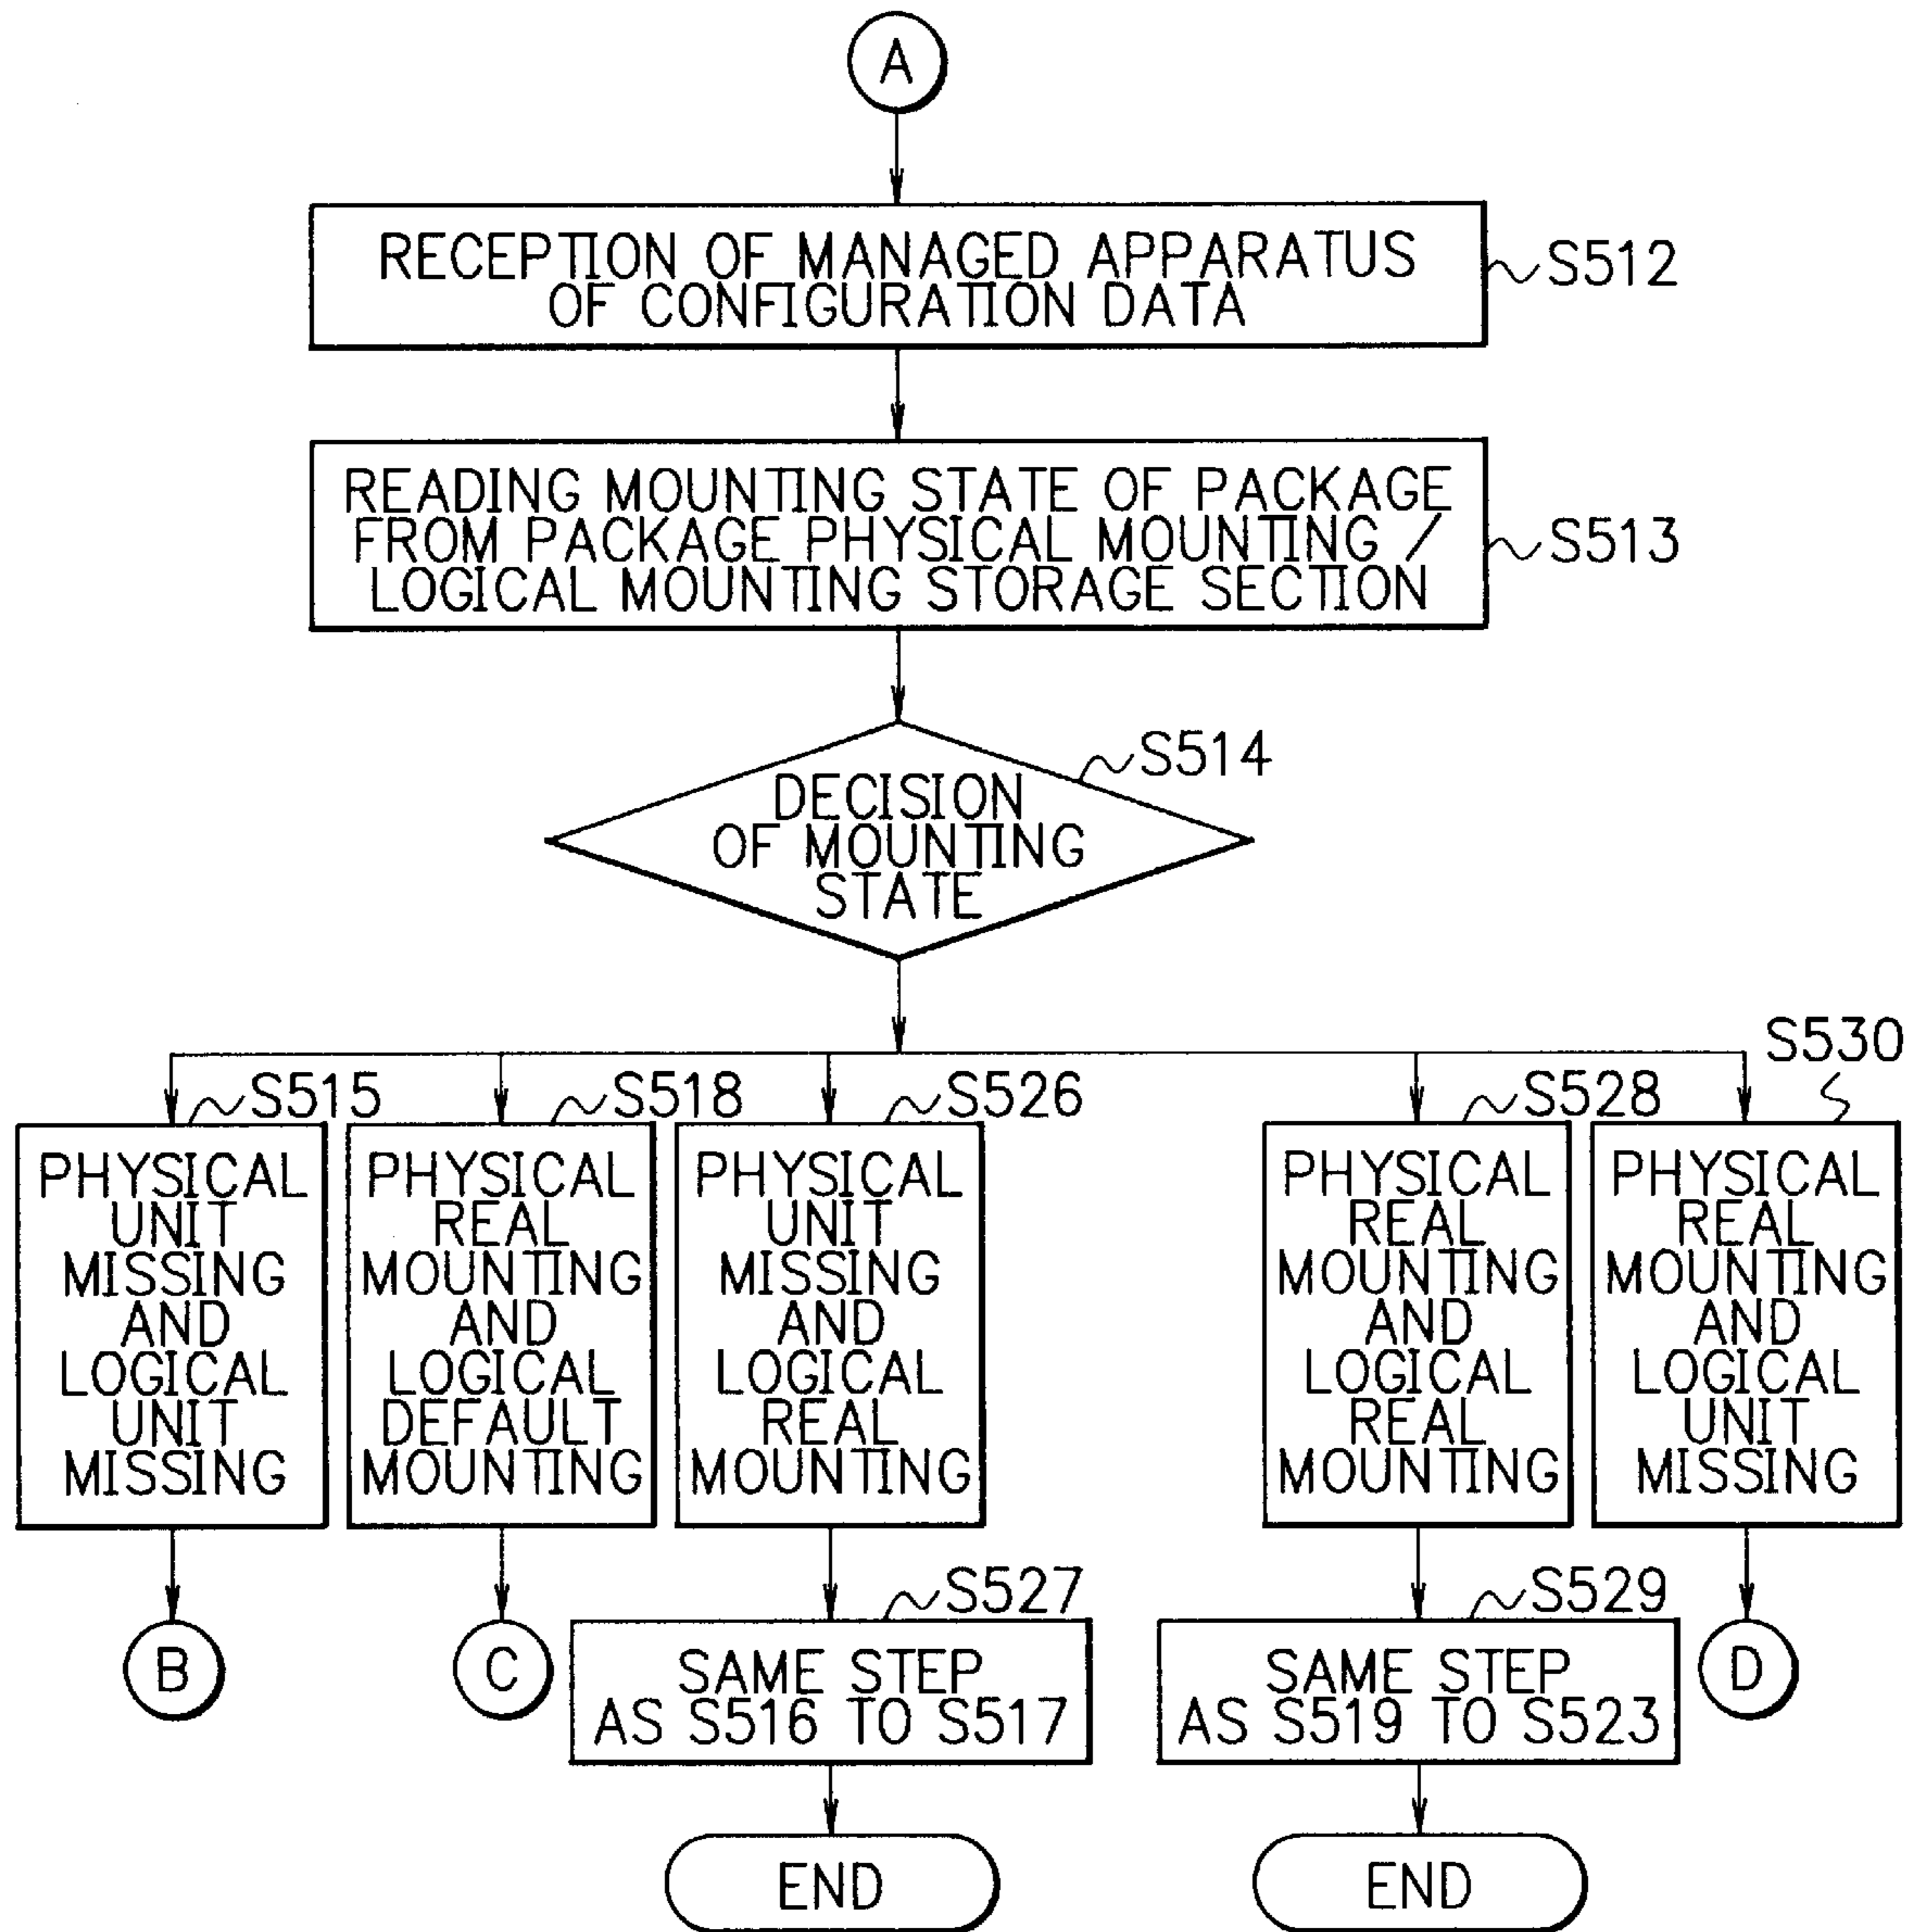 A
RECEPTION OF MANAGED APPARATUS
OF CONFIGURATION DATA
S512
READING MOUNTING STATE OF PACKAGE
FROM PACKAGE PHYSICAL MOUNTING /
LOGICAL MOUNTING STORAGE SECTION
S513
S514
DECISION
OF MOUNTING
STATE
S515
PHYSICAL
UNIT
MISSING
AND
LOGICAL
UNIT
MISSING
B
S518
PHYSICAL
REAL
MOUNTING
AND
LOGICAL
DEFAULT
MOUNTING
C
S526
PHYSICAL
UNIT
MISSING
AND
LOGICAL
REAL
MOUNTING
S527
SAME STEP
AS S516 TO S517
END
S528
PHYSICAL
REAL
MOUNTING
AND
LOGICAL
REAL
MOUNTING
S529
SAME STEP
AS S519 TO S523
END
S530
PHYSICAL
REAL
MOUNTING
AND
LOGICAL
UNIT
MISSING
D